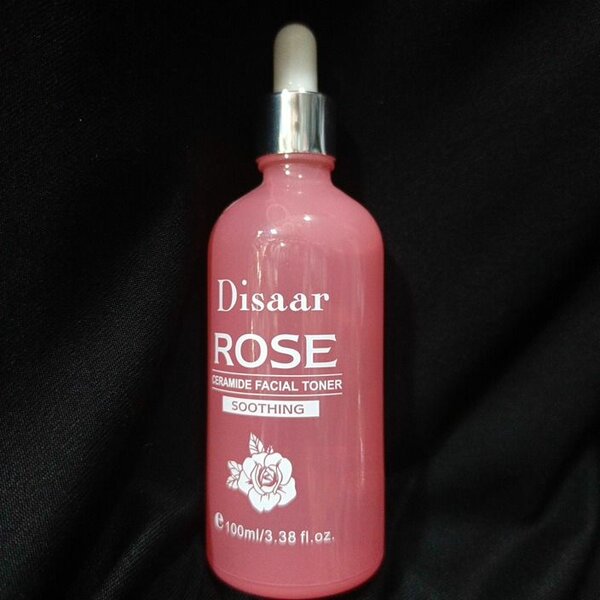 Disaar
ROSE
CERAMIDE FACIAL TONER
SOOTHING
e 100ml/3.38 fl.oz.